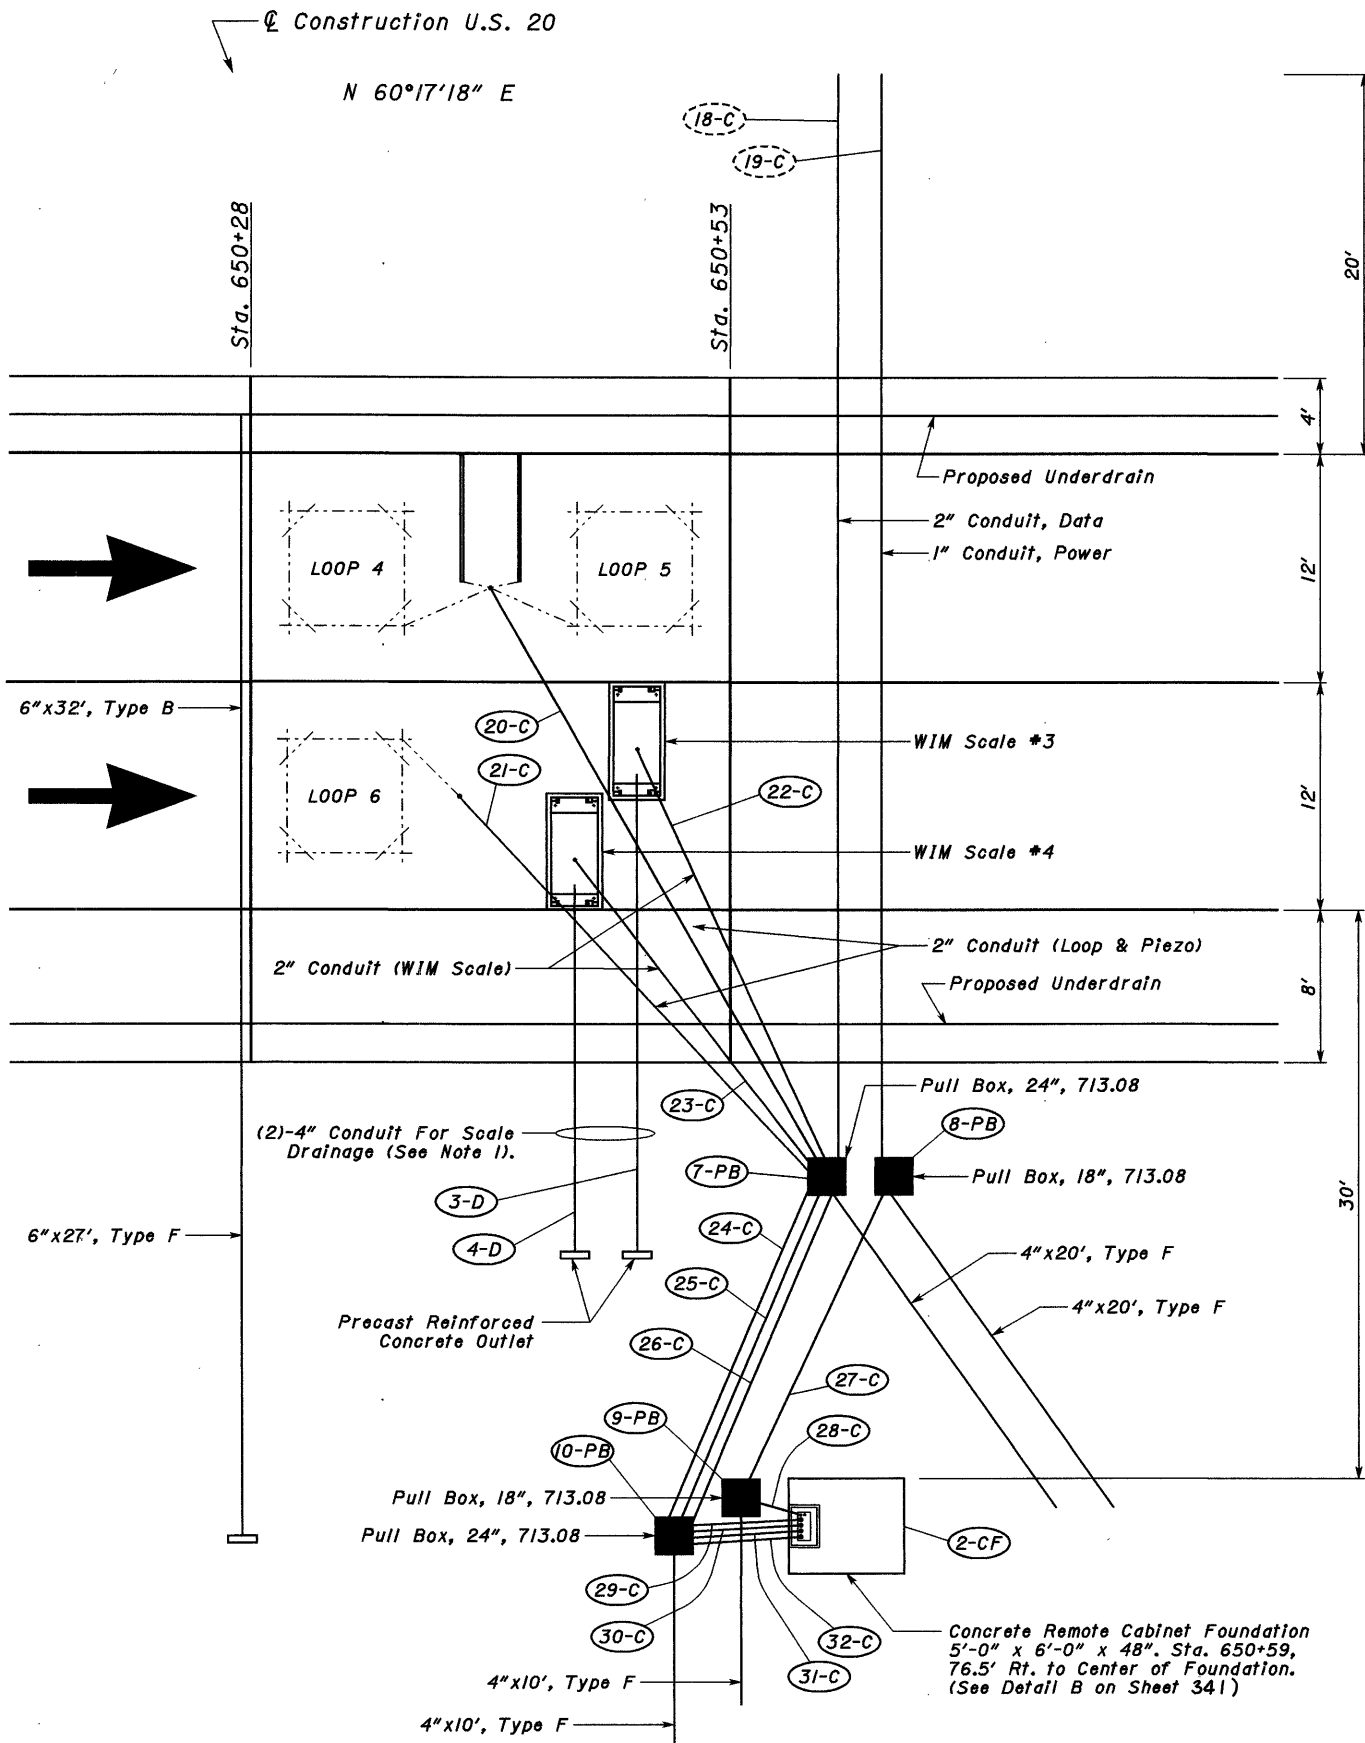 ℄ Construction U.S. 20
N 60°17'18" E
18-C
19-C
Sta. 650+28
Sta. 650+53
20'
4'
Proposed Underdrain
2" Conduit, Data
1" Conduit, Power
12'
LOOP 4
LOOP 5
6"x32', Type B
20-C
WIM Scale #3
21-C
22-C
12'
LOOP 6
WIM Scale #4
2" Conduit (Loop & Piezo)
2" Conduit (WIM Scale)
Proposed Underdrain
8'
Pull Box, 24", 713.08
23-C
8-PB
(2)-4" Conduit For Scale
Drainage (See Note 1).
7-PB
Pull Box, 18", 713.08
3-D
30'
24-C
6"x27', Type F
4-D
4"x20', Type F
25-C
4"x20', Type F
Precast Reinforced
Concrete Outlet
26-C
27-C
9-PB
28-C
10-PB
Pull Box, 18", 713.08
Pull Box, 24", 713.08
2-CF
29-C
30-C
32-C
31-C
Concrete Remote Cabinet Foundation
5'-0" x 6'-0" x 48". Sta. 650+59,
76.5' Rt. to Center of Foundation.
(See Detail B on Sheet 341)
4"x10', Type F
4"x10', Type F